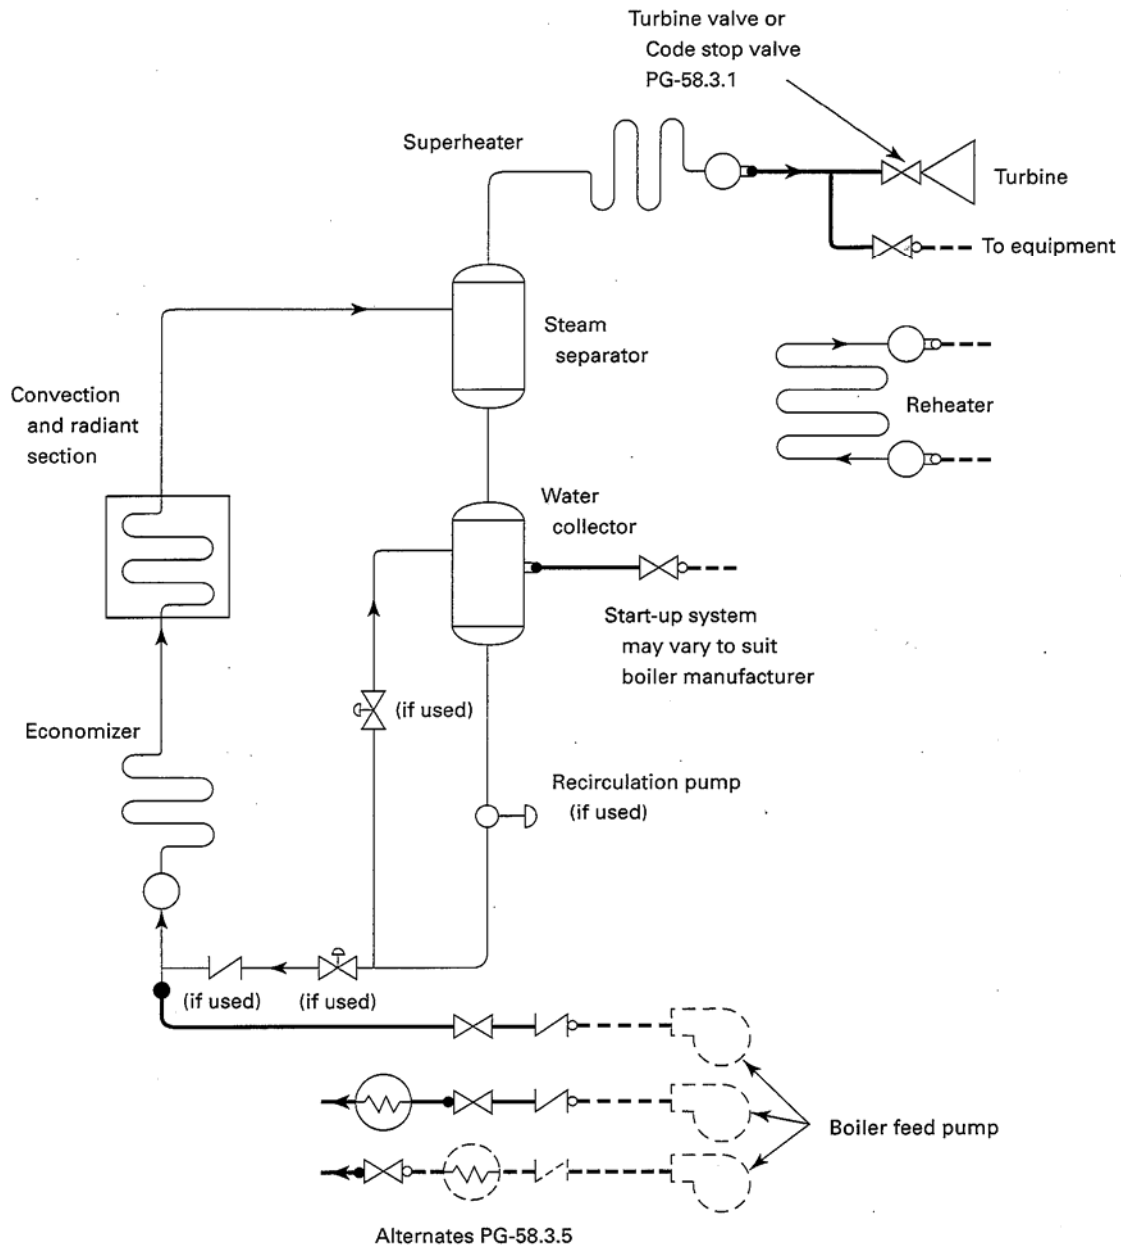 Turbine valve or
Code stop valve
PG-58.3.1
Superheater
Turbine
To equipment
Steam
separator
Convection
and radiant
section
Reheater
Water
collector
Start-up system
may vary to suit
boiler manufacturer
(if used)
Economizer
Recirculation pump
(if used)
(if used)
(if used)
Boiler feed pump
Alternates PG-58.3.5